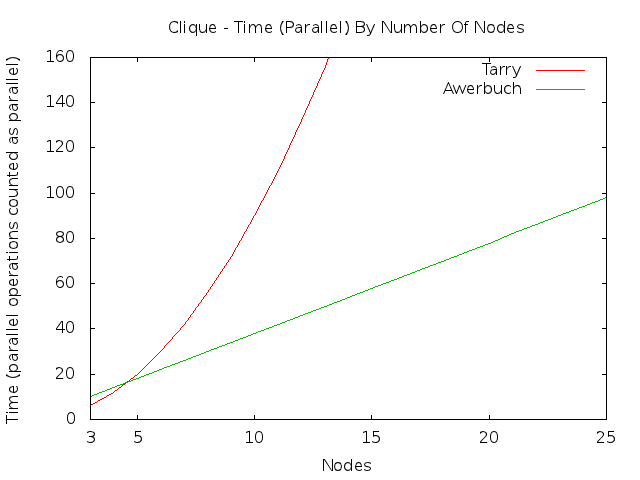 Clique - Time (Parallel) By Number Of Nodes
Time (parallel operations counted as parallel)
160
140
120
100
80
60
40
20
0
Tarry
Awerbuch
3 5 10 15 20 25
Nodes